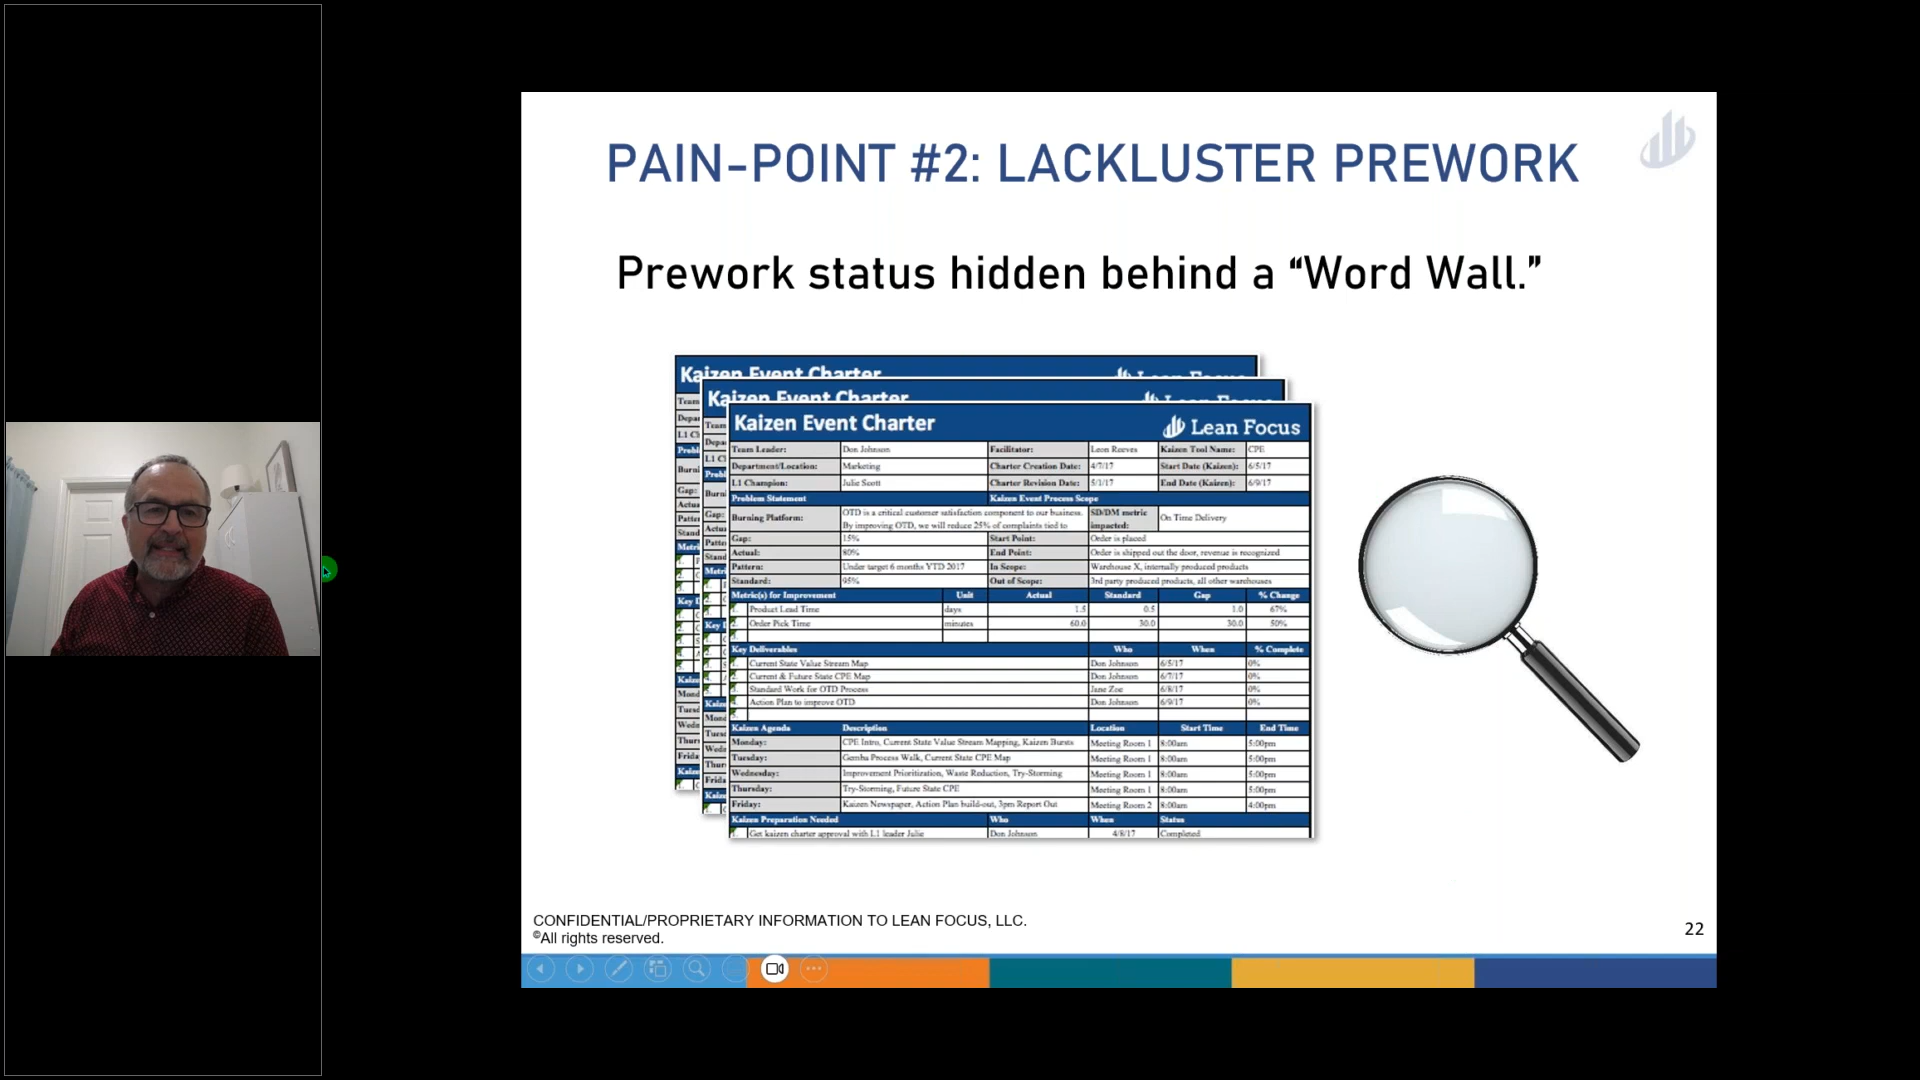 PAIN-POINT #2: LACKLUSTER PREWORK
Prework status hidden behind a “Word Wall.”
Kaizen Event Charter
Kaizen Event Charter
Kaizen Event Charter Lean Focus
Team Leader: Don Johnson Facilitator: Leon Reeves Kaizen Tool Name: CPE
Department/Location: Marketing Charter Creation Date: 4/7/17 Start Date (Kaizen): 6/5/17
L1 Champion: Julie Scott Charter Revision Date: 5/1/17 End Date (Kaizen): 6/9/17
Problem Statement Kaizen Event Process Scope
Burning Platform: OTD is a critical customer satisfaction component to our business. SD/DM metric On Time Delivery
By improving OTD, we will reduce 25% of complaints tied to impacted:
Gap: 15% Start Point: Order is placed
Actual: 80% End Point: Order is shipped out the door, revenue is recognized
Pattern: Under target 6 months YTD 2017 In Scope: Warehouse X, internally produced products
Standard: 95% Out of Scope: 3rd party produced products, all other warehouses
Metric(s) for Improvement Unit Actual Standard Gap % Change
1. Product Lead Time days 1.5 0.5 1.0 67%
2. Order Pick Time minutes 60.0 30.0 30.0 50%
3.
Key Deliverables Who When % Complete
1. Current State Value Stream Map Don Johnson 6/5/17 0%
2. Current & Future State CPE Map Don Johnson 6/7/17 0%
3. Standard Work for OTD Process Jane Zoe 6/8/17 0%
4. Action Plan to improve OTD Don Johnson 6/9/17 0%
5.
Kaizen Agenda Description Location Start Time End Time
Monday: CPE Intro, Current State Value Stream Mapping, Kaizen Bursts Meeting Room 1 8:00am 5:00pm
Tuesday: Gemba Process Walk, Current State CPE Map Meeting Room 1 8:00am 5:00pm
Wednesday: Improvement Prioritization, Waste Reduction, Try-Storming Meeting Room 1 8:00am 5:00pm
Thursday: Try-Storming, Future State CPE Meeting Room 1 8:00am 5:00pm
Friday: Kaizen Newspaper, Action Plan build-out, 3pm Report Out Meeting Room 2 8:00am 4:00pm
Kaizen Preparation Needed Who When Status
1. Get kaizen charter approval with L1 leader Julie Don Johnson 4/8/17 Completed
CONFIDENTIAL/PROPRIETARY INFORMATION TO LEAN FOCUS, LLC.
©All rights reserved.
22